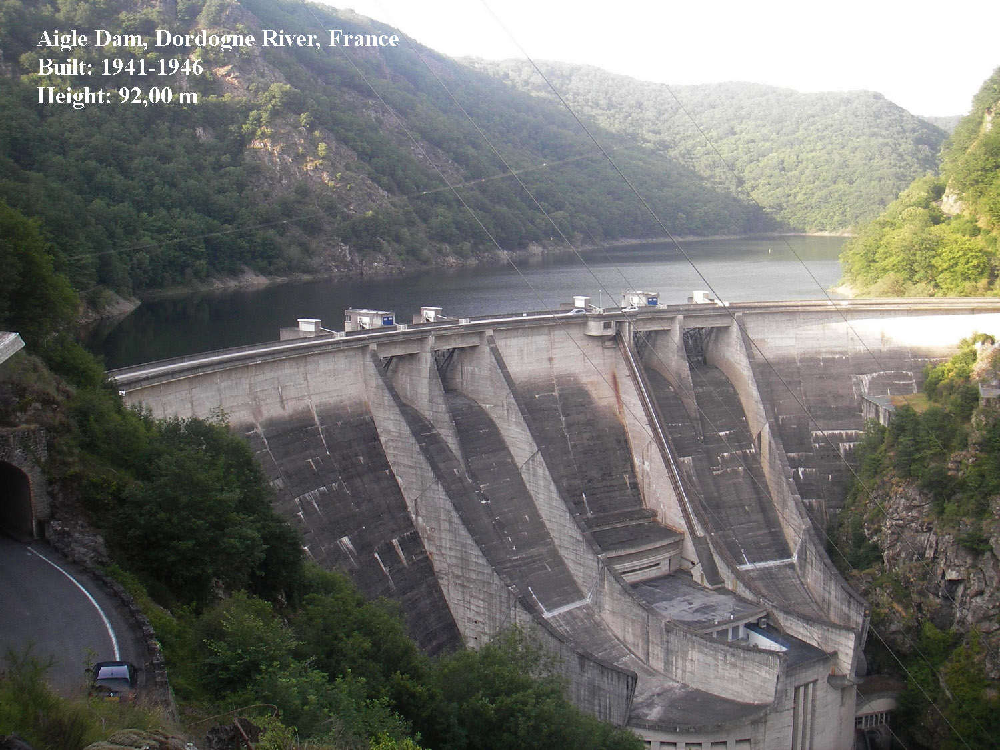 Aigle Dam, Dordogne River, France
Built: 1941-1946
Height: 92,00 m